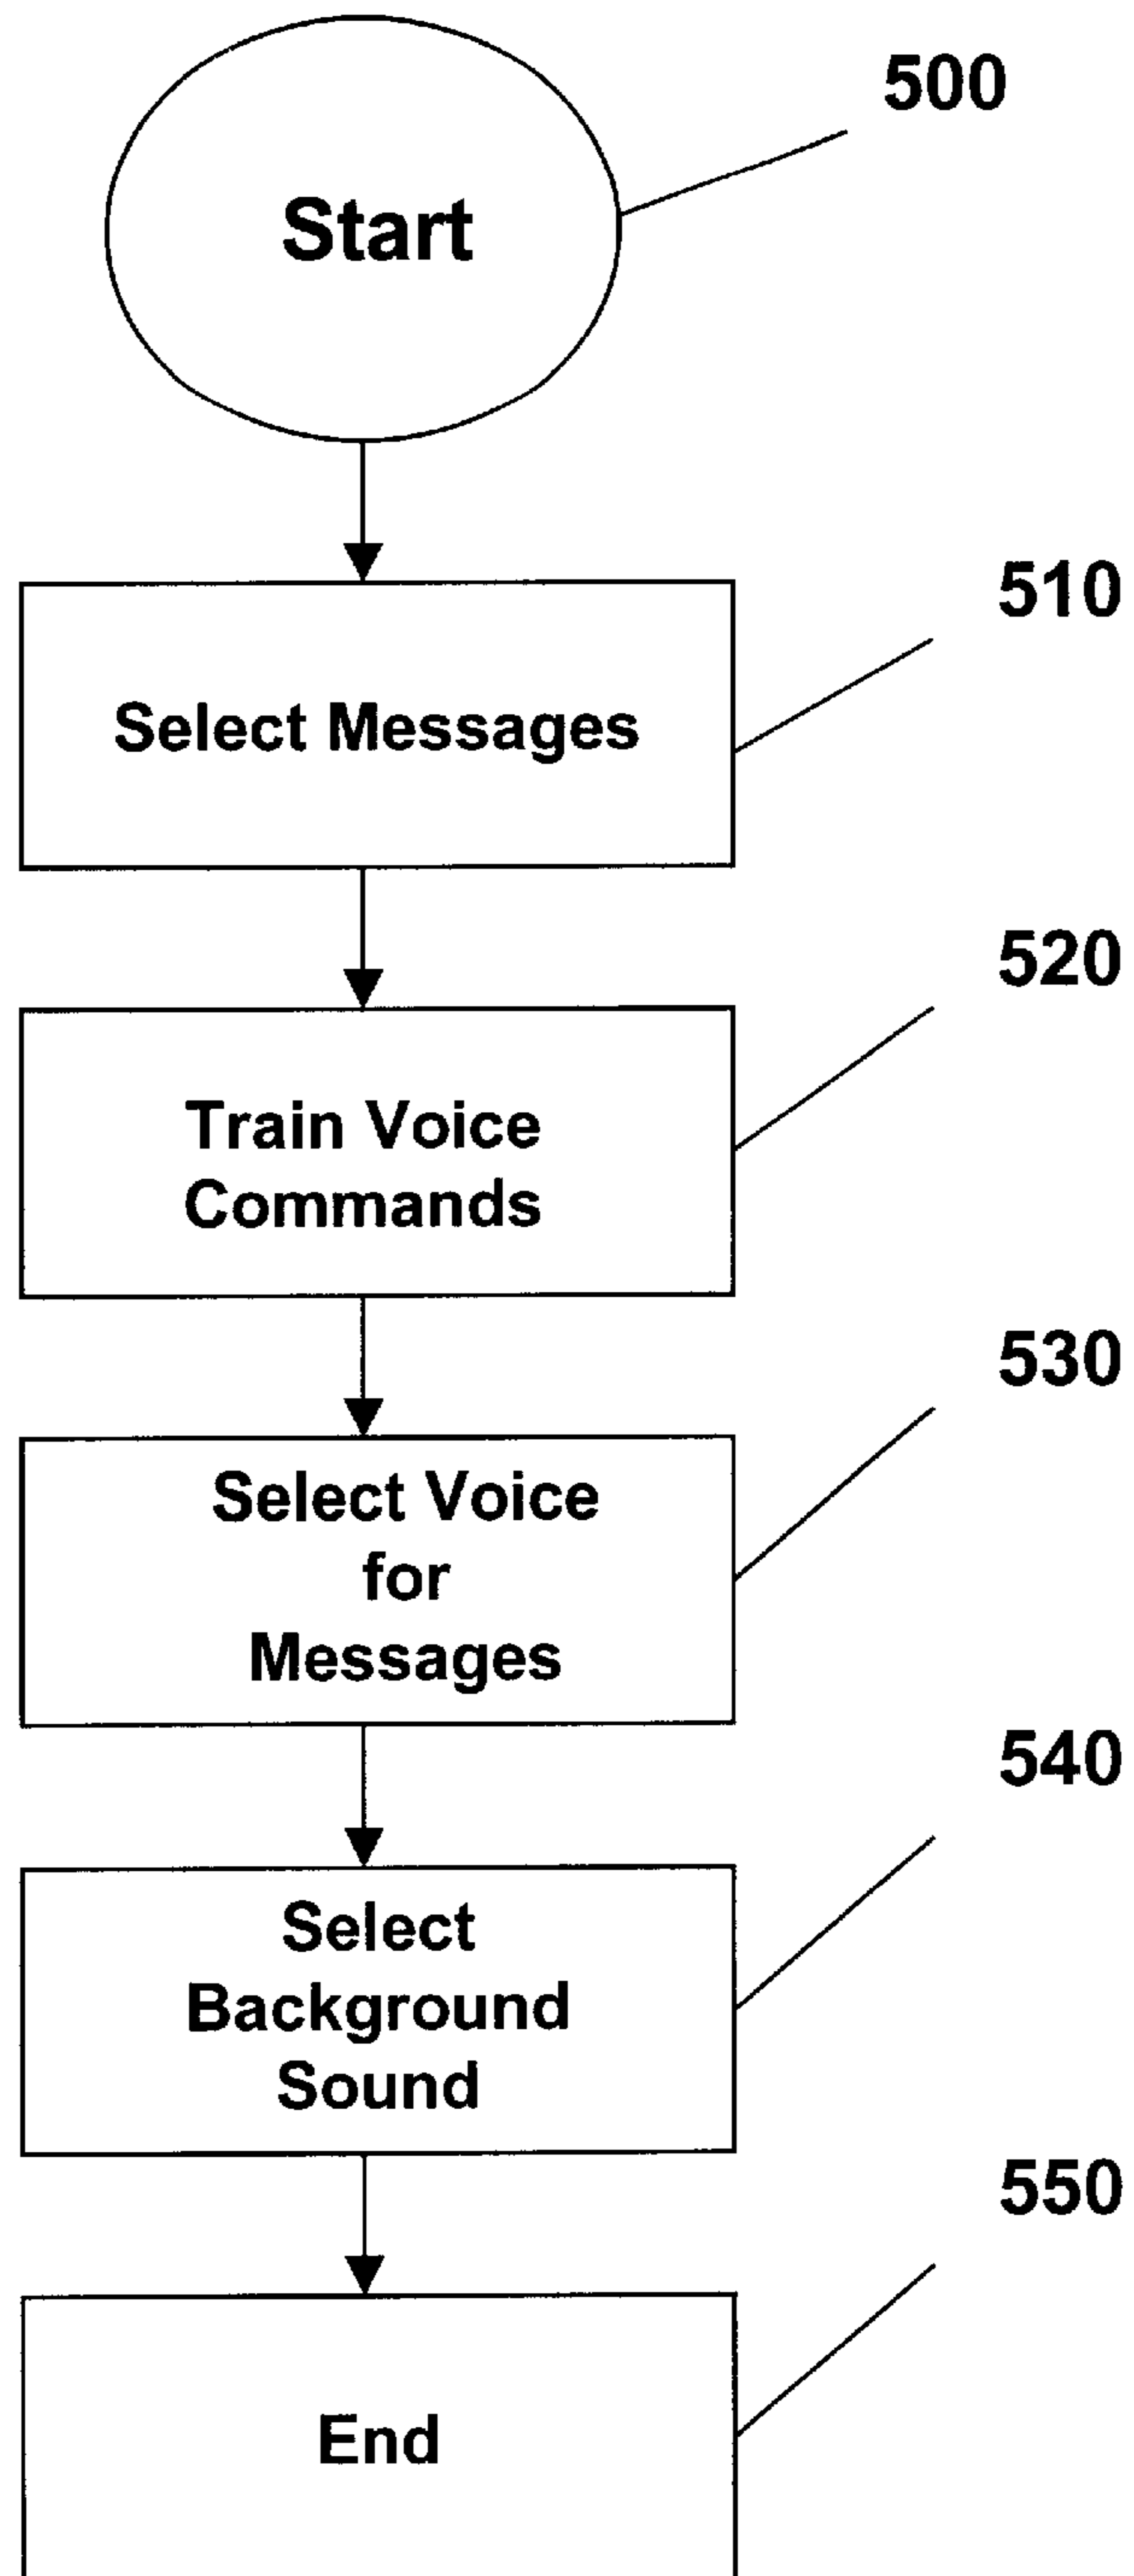 500
Start
510
Select Messages
520
Train Voice
Commands
530
Select Voice
for
Messages
540
Select
Background
Sound
550
End